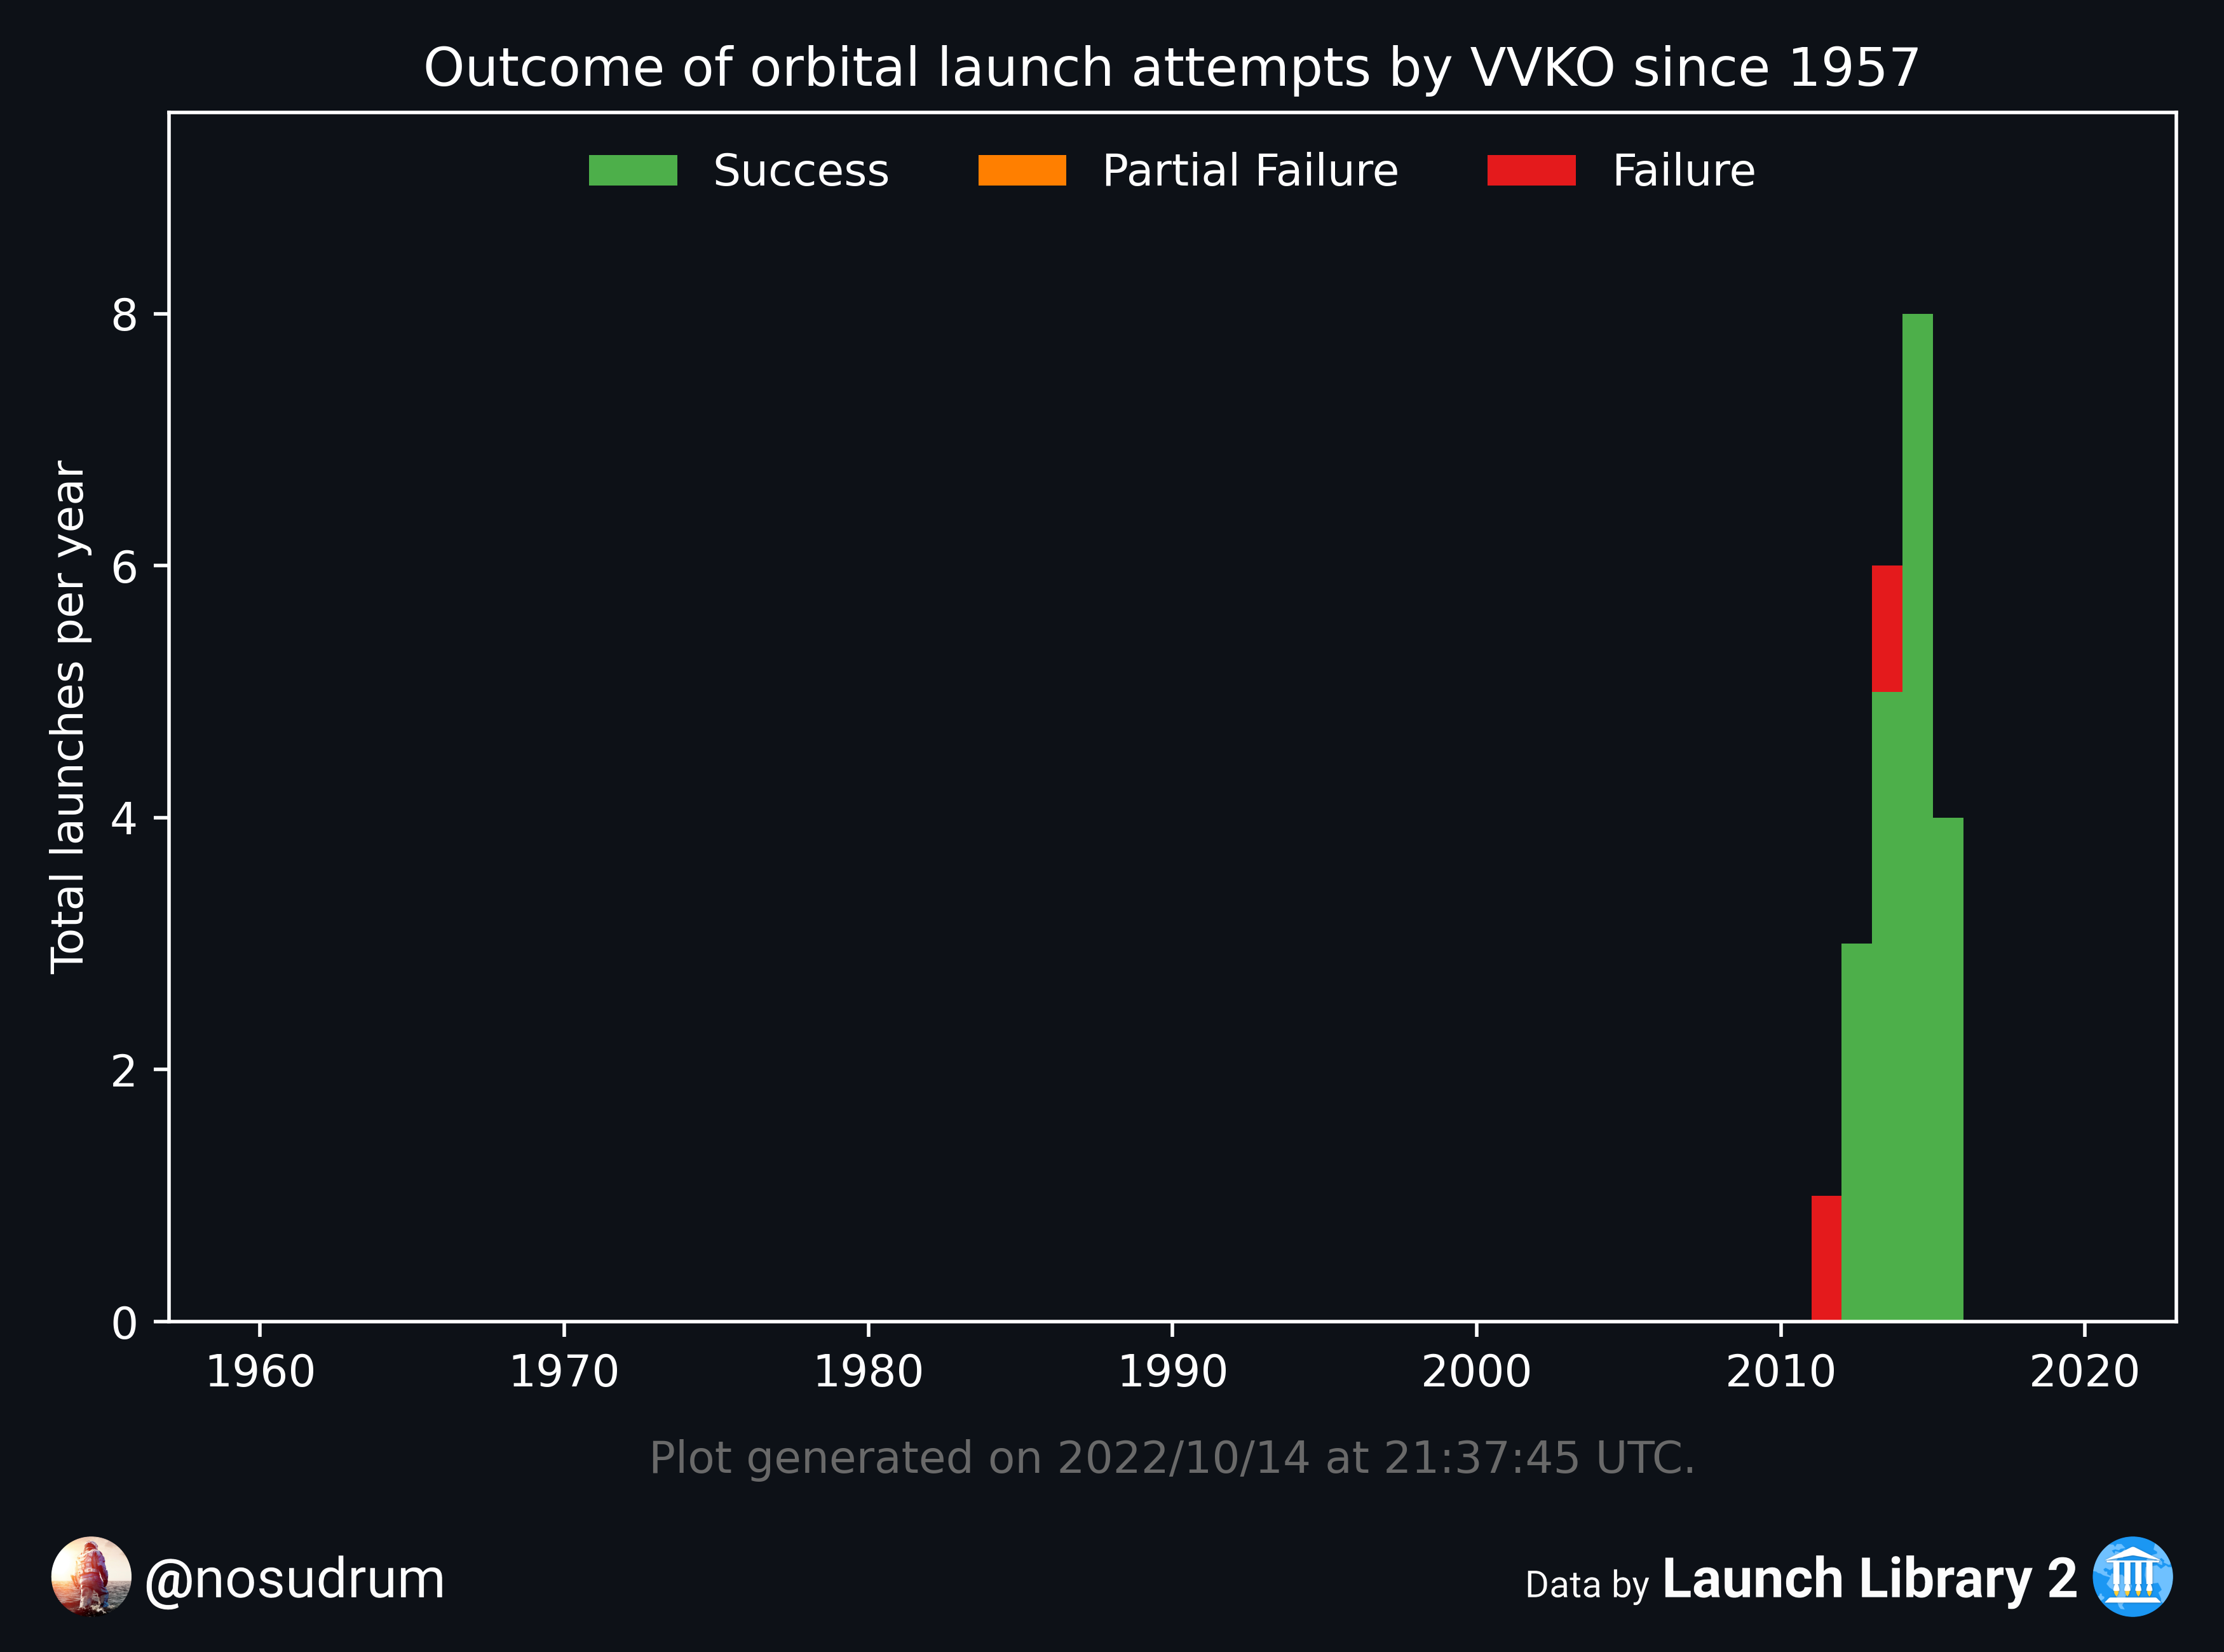 Outcome of orbital launch attempts by VVKO since 1957
Success Partial Failure Failure
Total launches per year
8
6
4
2
0
1960 1970 1980 1990 2000 2010 2020
Plot generated on 2022/10/14 at 21:37:45 UTC.
@nosudrum
Data by Launch Library 2